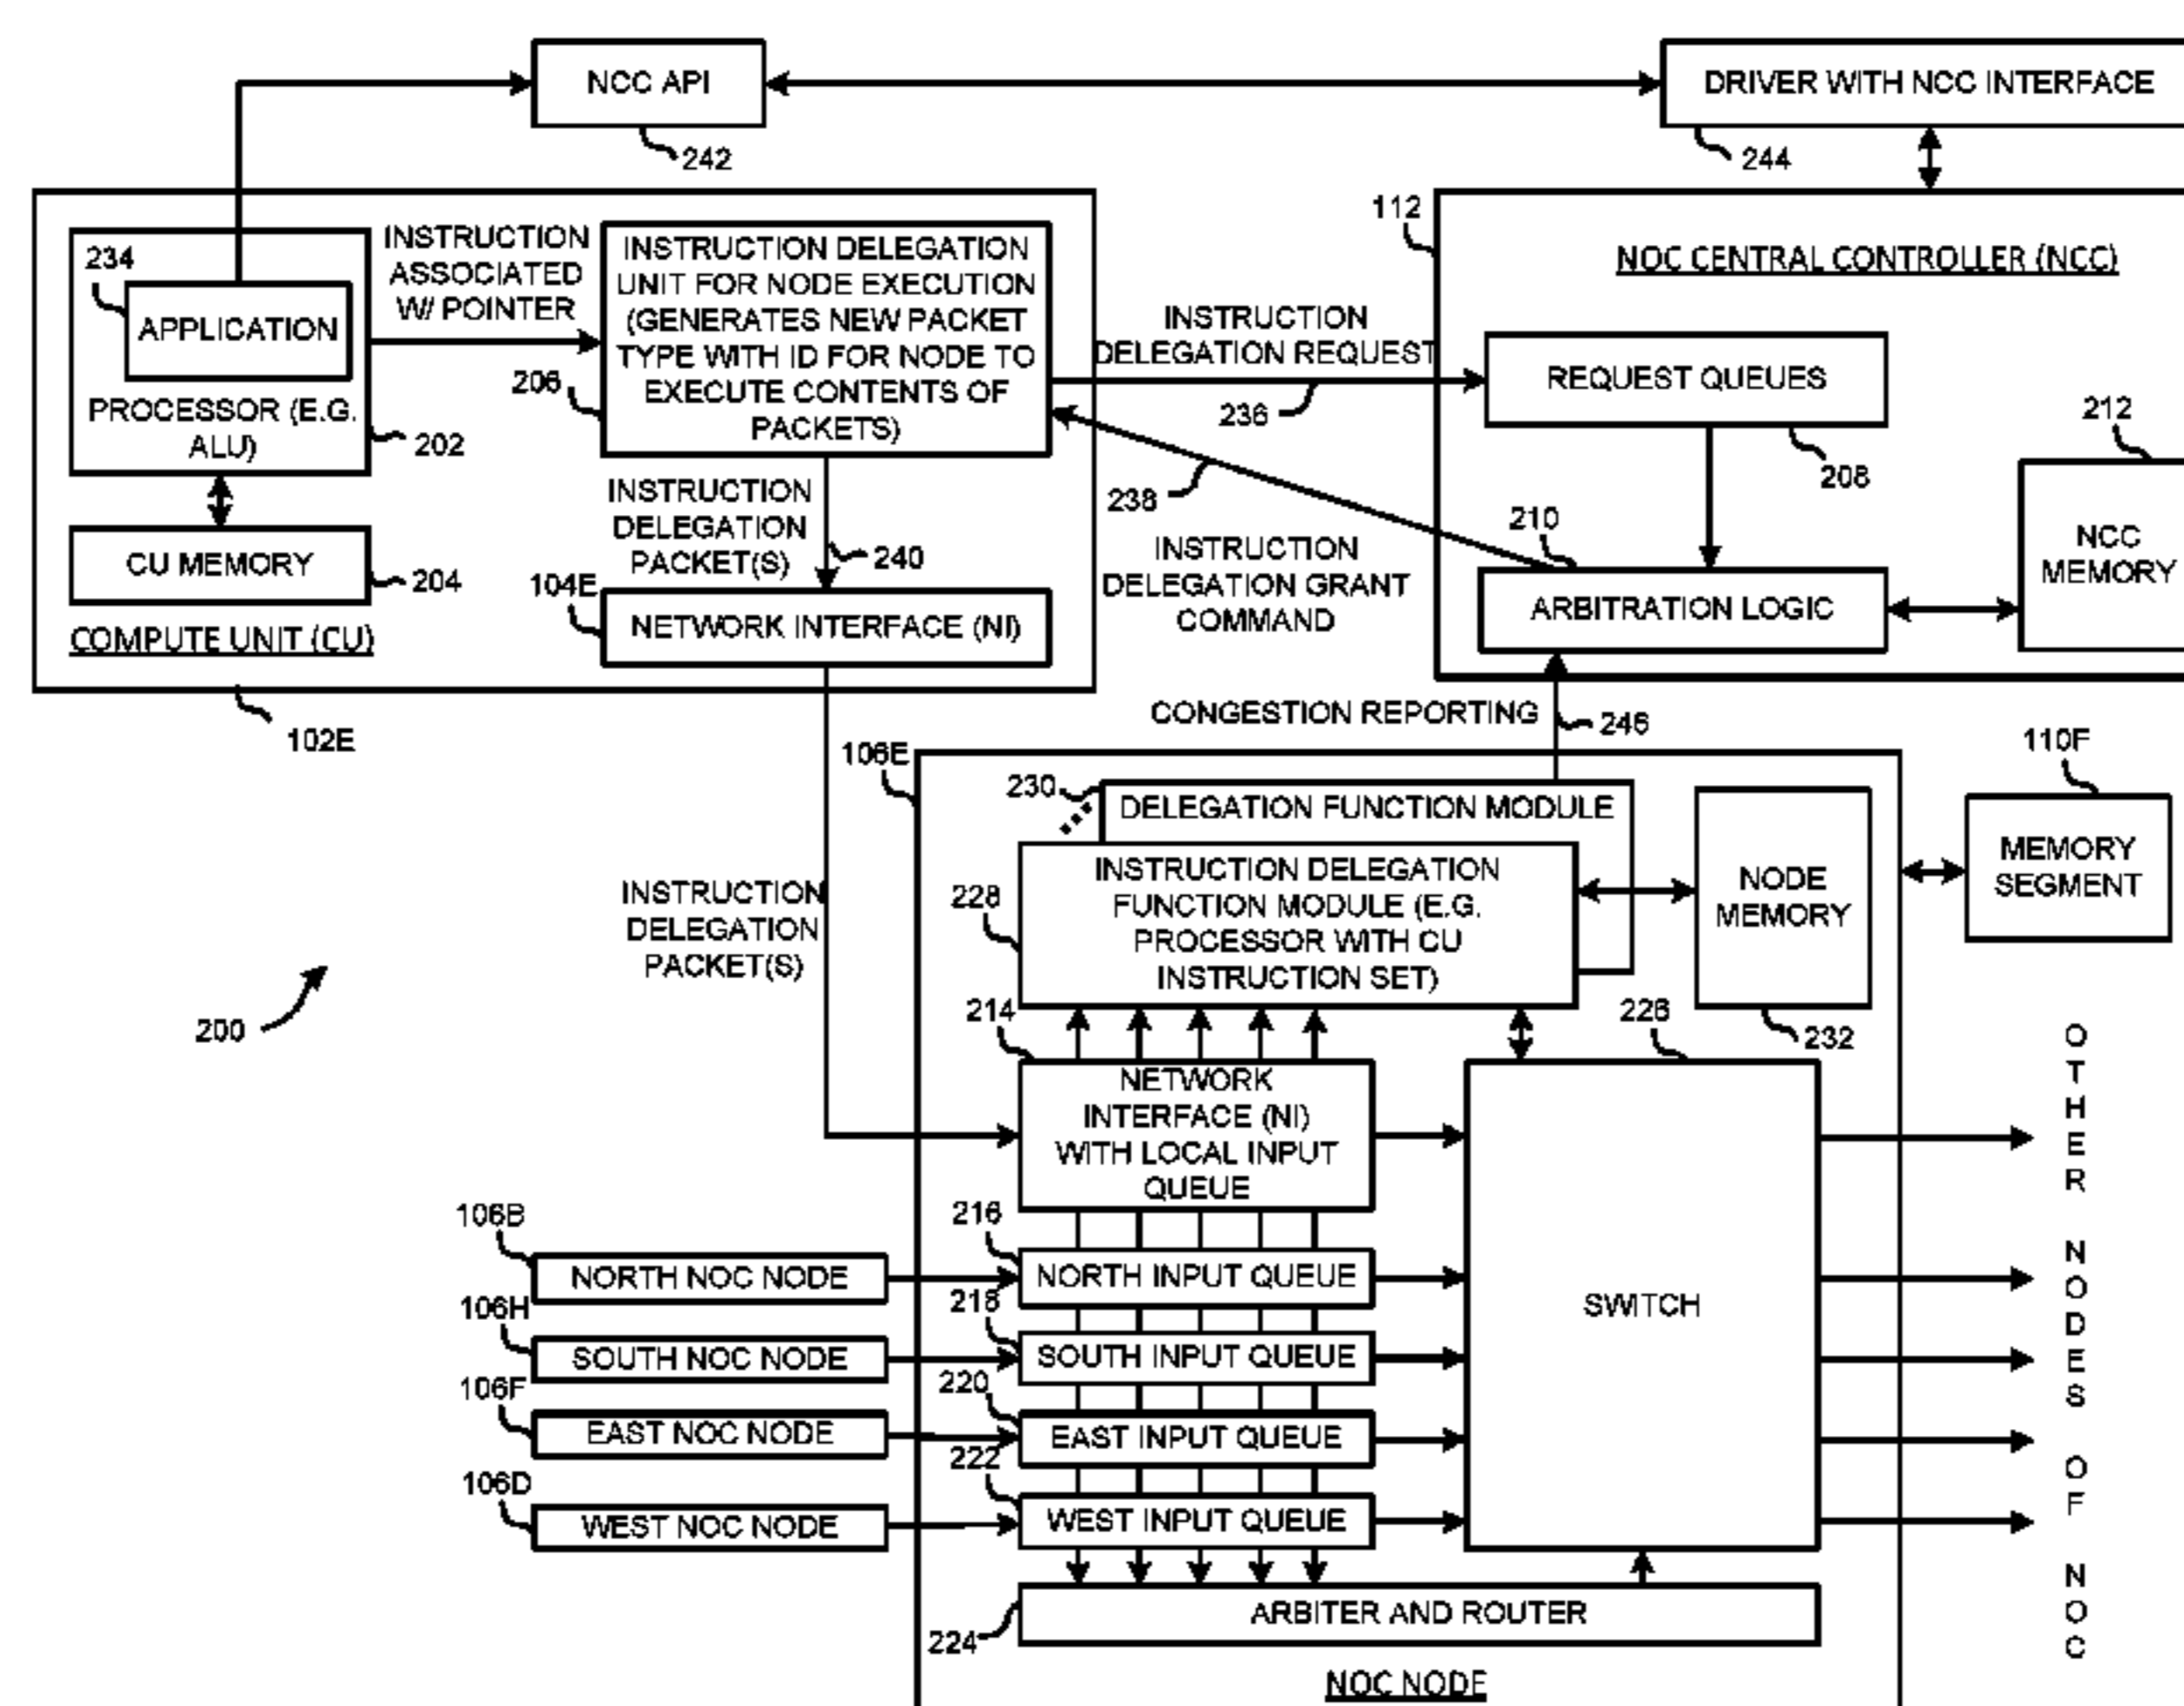 NCC API
242
DRIVER WITH NCC INTERFACE
244
112
NOC CENTRAL CONTROLLER (NCC)
234
APPLICATION
PROCESSOR (E.G.
ALU)
202
INSTRUCTION
ASSOCIATED
W/ POINTER
INSTRUCTION DELEGATION
UNIT FOR NODE EXECUTION
(GENERATES NEW PACKET
TYPE WITH ID FOR NODE TO
EXECUTE CONTENTS OF
PACKETS)
206
INSTRUCTION
DELEGATION REQUEST
236
REQUEST QUEUES
208
212
NCC
MEMORY
238
INSTRUCTION
DELEGATION GRANT
COMMAND
210
ARBITRATION LOGIC
CU MEMORY
204
COMPUTE UNIT (CU)
INSTRUCTION
DELEGATION
PACKET(S)
240
104E
NETWORK INTERFACE (NI)
102E
CONGESTION REPORTING
246
106E
230
DELEGATION FUNCTION MODULE
228
INSTRUCTION DELEGATION
FUNCTION MODULE (E.G.
PROCESSOR WITH CU
INSTRUCTION SET)
NODE
MEMORY
232
110F
MEMORY
SEGMENT
INSTRUCTION
DELEGATION
PACKET(S)
200
214
NETWORK
INTERFACE (NI)
WITH LOCAL INPUT
QUEUE
226
SWITCH
106B
NORTH NOC NODE
216
NORTH INPUT QUEUE
106H
SOUTH NOC NODE
218
SOUTH INPUT QUEUE
106F
EAST NOC NODE
220
EAST INPUT QUEUE
106D
WEST NOC NODE
222
WEST INPUT QUEUE
224
ARBITER AND ROUTER
NOC NODE
OTHER NODES OF NOC